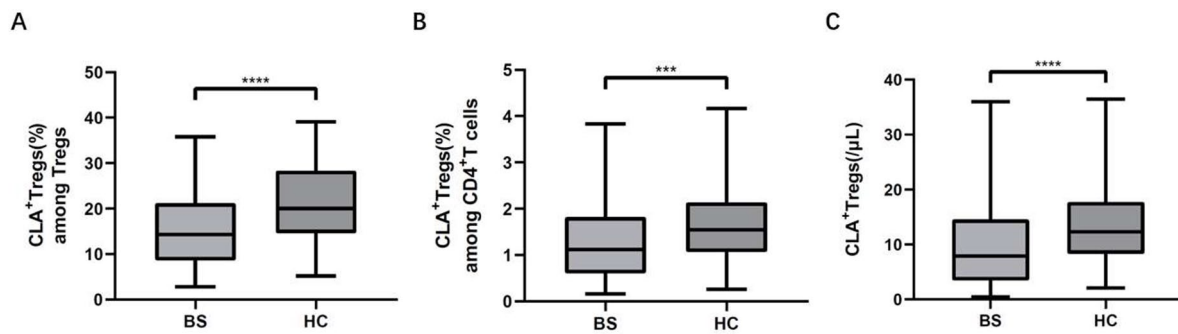 A
CLA⁺Tregs(%)
among Tregs
50
40
30
20
10
0
****
BS
HC
B
CLA⁺Tregs(%)
among CD4⁺T cells
5
4
3
2
1
0
***
BS
HC
C
CLA⁺Tregs(/μL)
40
30
20
10
0
****
BS
HC